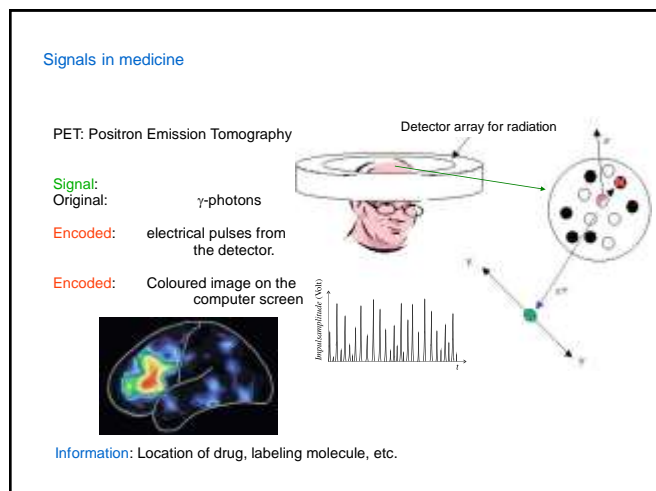 Signals in medicine
PET: Positron Emission Tomography
Detector array for radiation
Signal:
Original: γ-photons
Encoded: electrical pulses from
the detector.
Encoded: Coloured image on the
computer screen
Impulsamplitude (Volt)
t
Information: Location of drug, labeling molecule, etc.